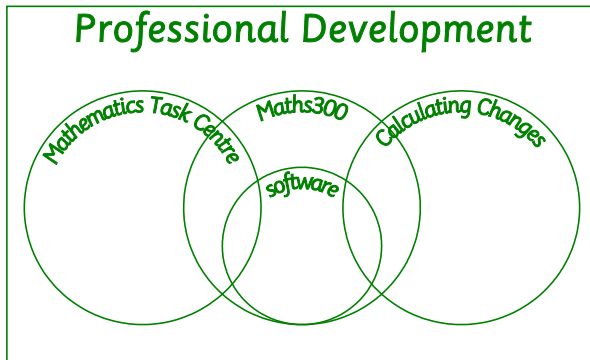 Professional Development
Mathematics Task Centre
Maths300
Calculating Changes
software